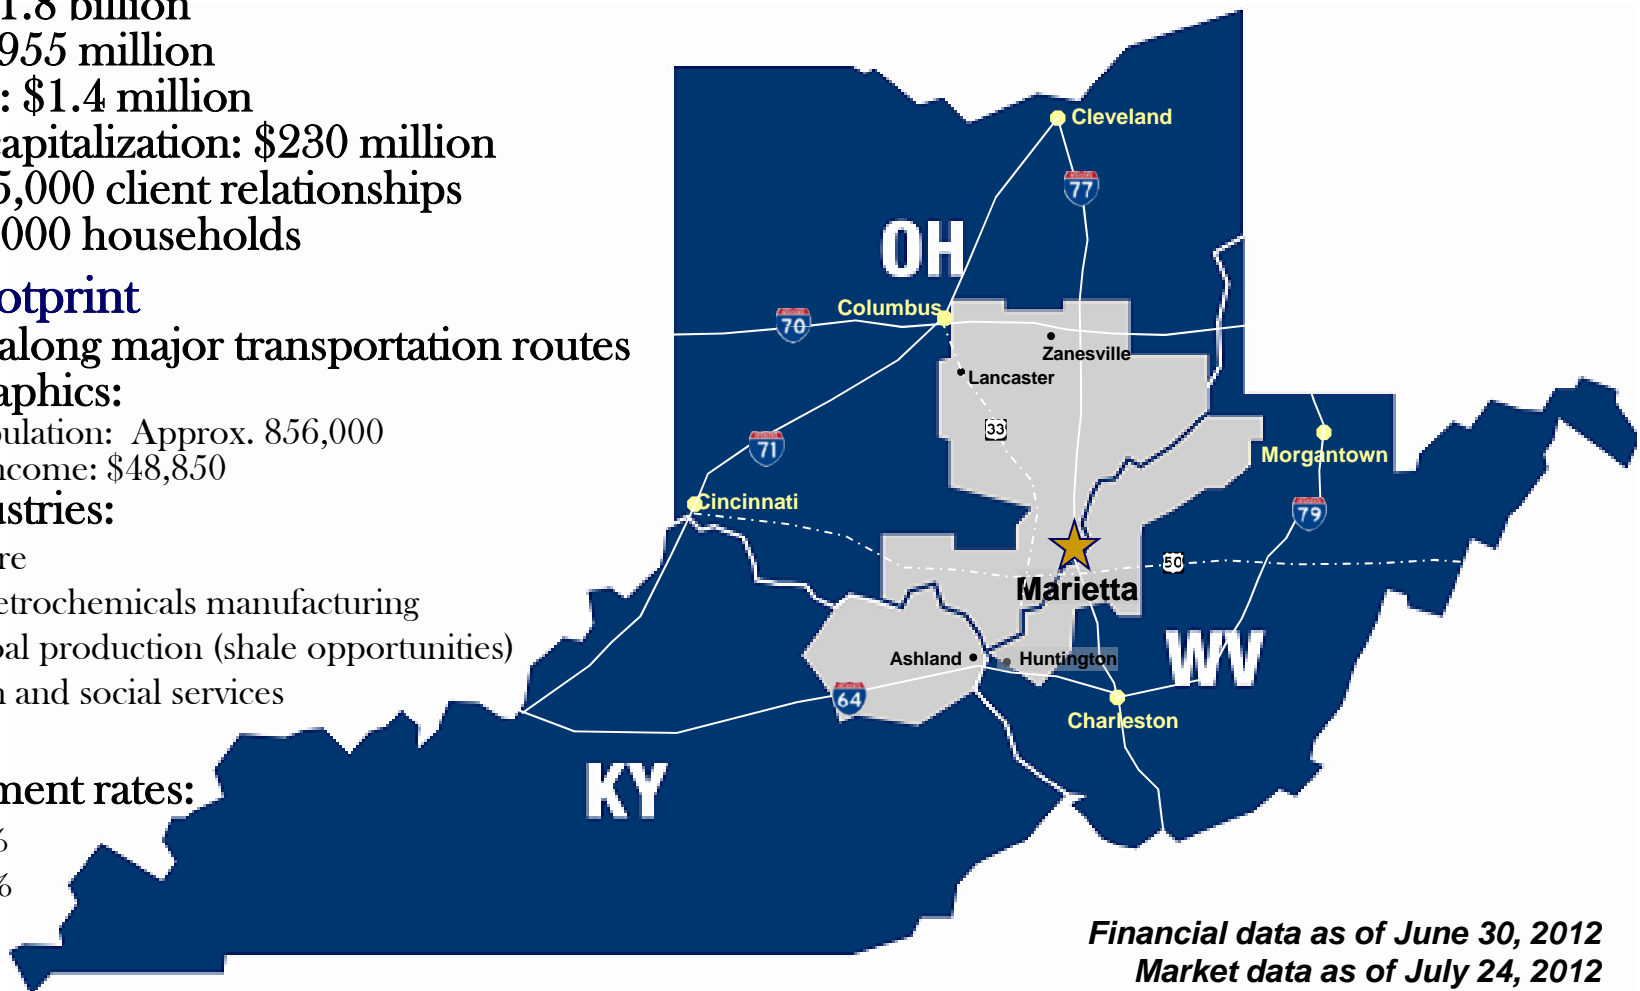 1.8 billion
955 million
: $1.4 million
apitalization: $230 million
5,000 client relationships
000 households
otprint
along major transportation routes
aphics:
pulation: Approx. 856,000
ncome: $48,850
ustries:
re
etrochemicals manufacturing
oal production (shale opportunities)
n and social services
ment rates:
%
%
Cleveland
77
OH
Columbus
70
Zanesville
Lancaster
33
71
Morgantown
Cincinnati
79
50
Marietta
WV
Ashland
Huntington
64
Charleston
KY
Financial data as of June 30, 2012
Market data as of July 24, 2012